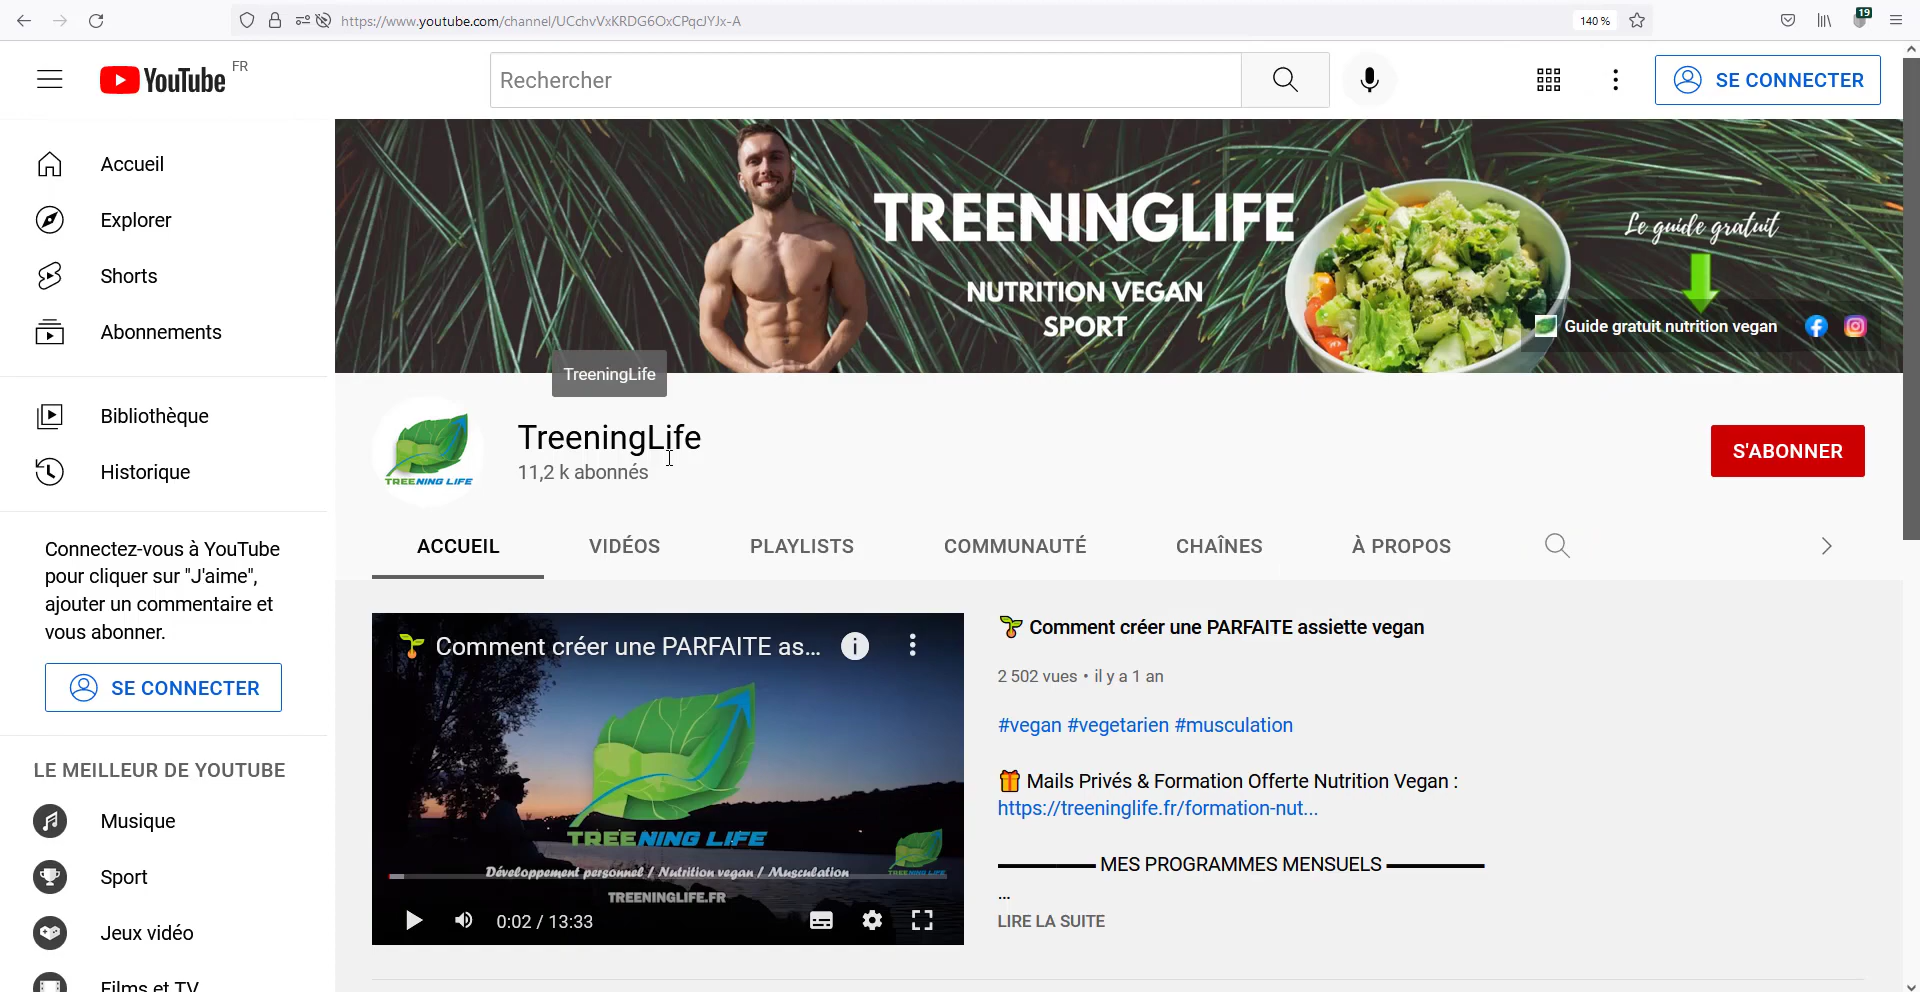 https://www.youtube.com/channel/UCchvVxKRDG6OxCPqcJYJx-A
140 %
19
YouTube FR
Rechercher
SE CONNECTER
Accueil
Explorer
Shorts
Abonnements
Bibliothèque
Historique
Connectez-vous à YouTube
pour cliquer sur "J'aime",
ajouter un commentaire et
vous abonner.
SE CONNECTER
LE MEILLEUR DE YOUTUBE
Musique
Sport
Jeux vidéo
Films et TV
TREENINGLIFE
NUTRITION VEGAN
SPORT
Le guide gratuit
Guide gratuit nutrition vegan
TreeningLife
TREENING LIFE
TreeningLife
11,2 k abonnés
S'ABONNER
ACCUEIL
VIDÉOS
PLAYLISTS
COMMUNAUTÉ
CHAÎNES
À PROPOS
Comment créer une PARFAITE as...
TREENING LIFE
TREENING LIFE
Développement personnel / Nutrition vegan / Musculation
TREENINGLIFE.FR
0:02 / 13:33
Comment créer une PARFAITE assiette vegan
2 502 vues • il y a 1 an
#vegan #vegetarien #musculation
Mails Privés & Formation Offerte Nutrition Vegan :
https://treeninglife.fr/formation-nut...
MES PROGRAMMES MENSUELS
...
LIRE LA SUITE